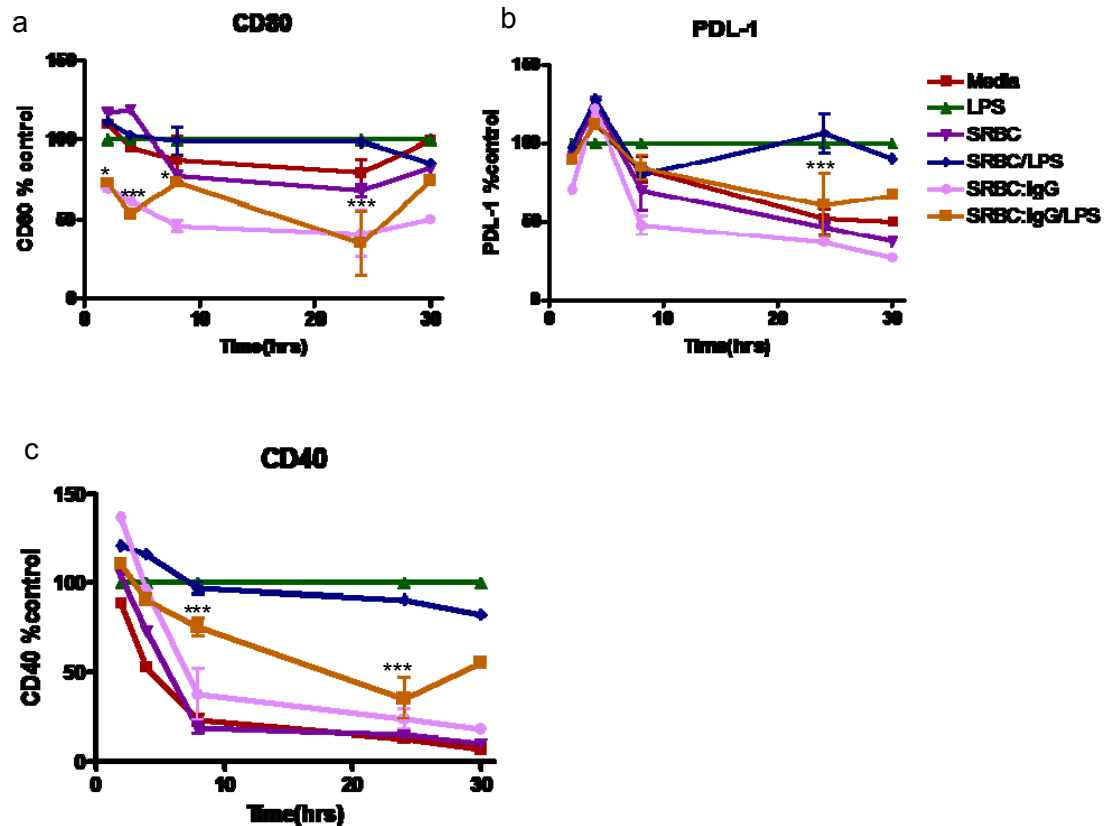 a
CD80
150
100
50
0
CD80 % control
*
***
*
***
0
10
20
30
Time(hrs)
b
PDL-1
150
100
50
0
PDL-1 %control
***
0
10
20
30
Time(hrs)
Media
LPS
SRBC
SRBC/LPS
SRBC:IgG
SRBC:IgG/LPS
c
CD40
150
100
50
0
CD40 %control
***
***
0
10
20
30
Time(hrs)